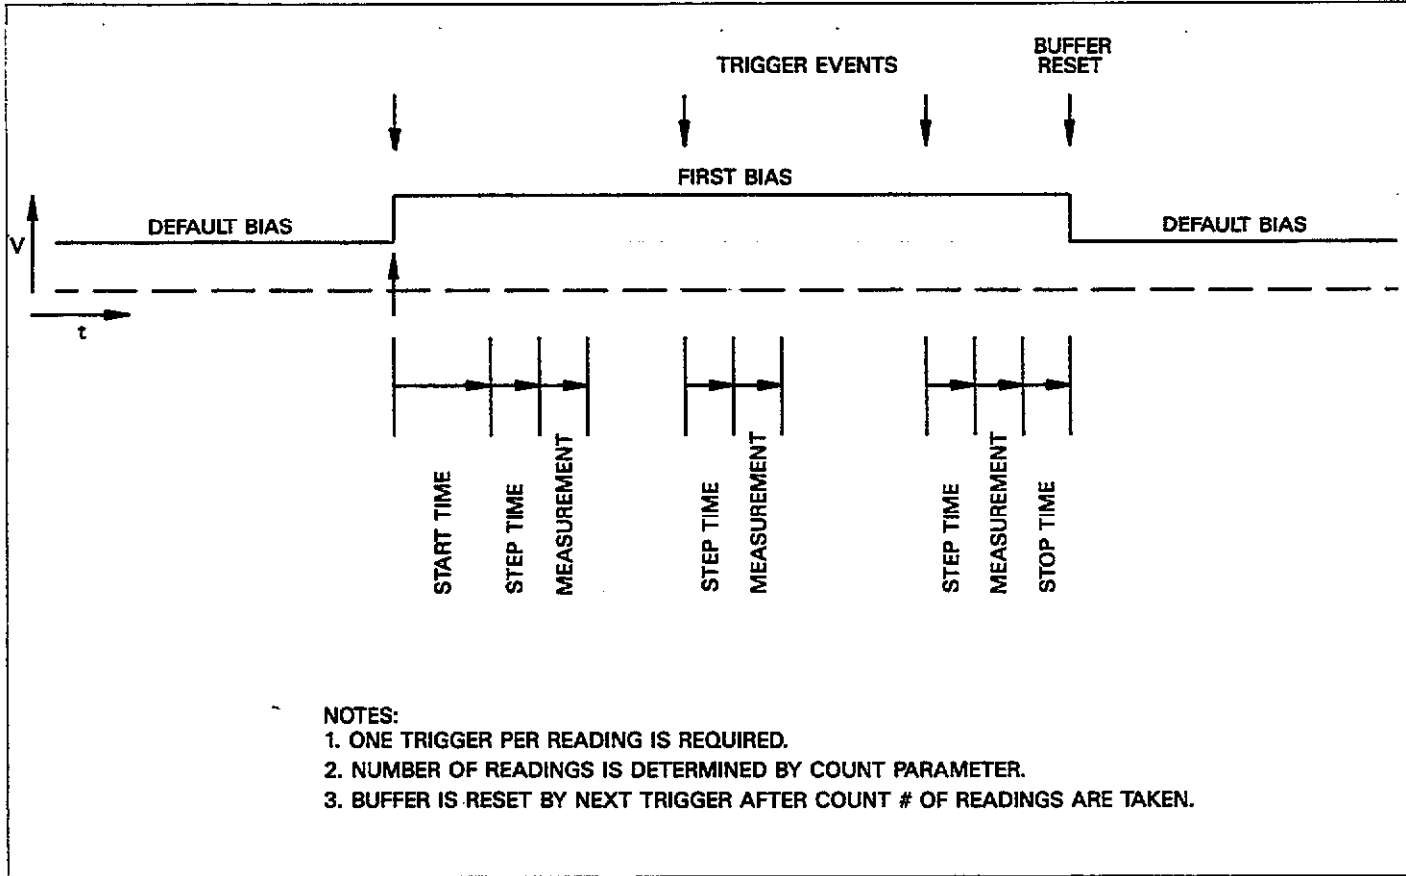 TRIGGER EVENTS
BUFFER
RESET
FIRST BIAS
DEFAULT BIAS
DEFAULT BIAS
V
t
START TIME
STEP TIME
MEASUREMENT
STEP TIME
MEASUREMENT
STEP TIME
MEASUREMENT
STOP TIME
NOTES:
1. ONE TRIGGER PER READING IS REQUIRED.
2. NUMBER OF READINGS IS DETERMINED BY COUNT PARAMETER.
3. BUFFER IS RESET BY NEXT TRIGGER AFTER COUNT # OF READINGS ARE TAKEN.